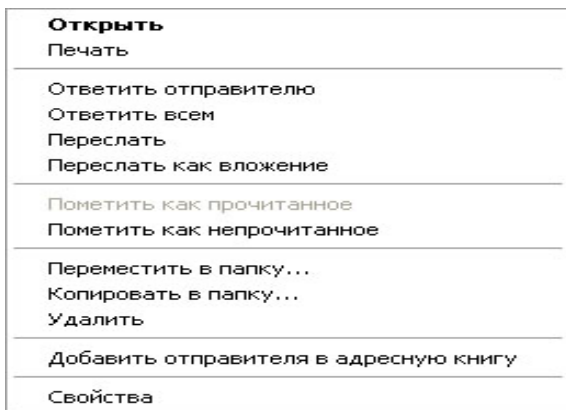 Открыть
Печать
Ответить отправителю
Ответить всем
Переслать
Переслать как вложение
Пометить как прочитанное
Пометить как непрочитанное
Переместить в папку...
Копировать в папку...
Удалить
Добавить отправителя в адресную книгу
Свойства